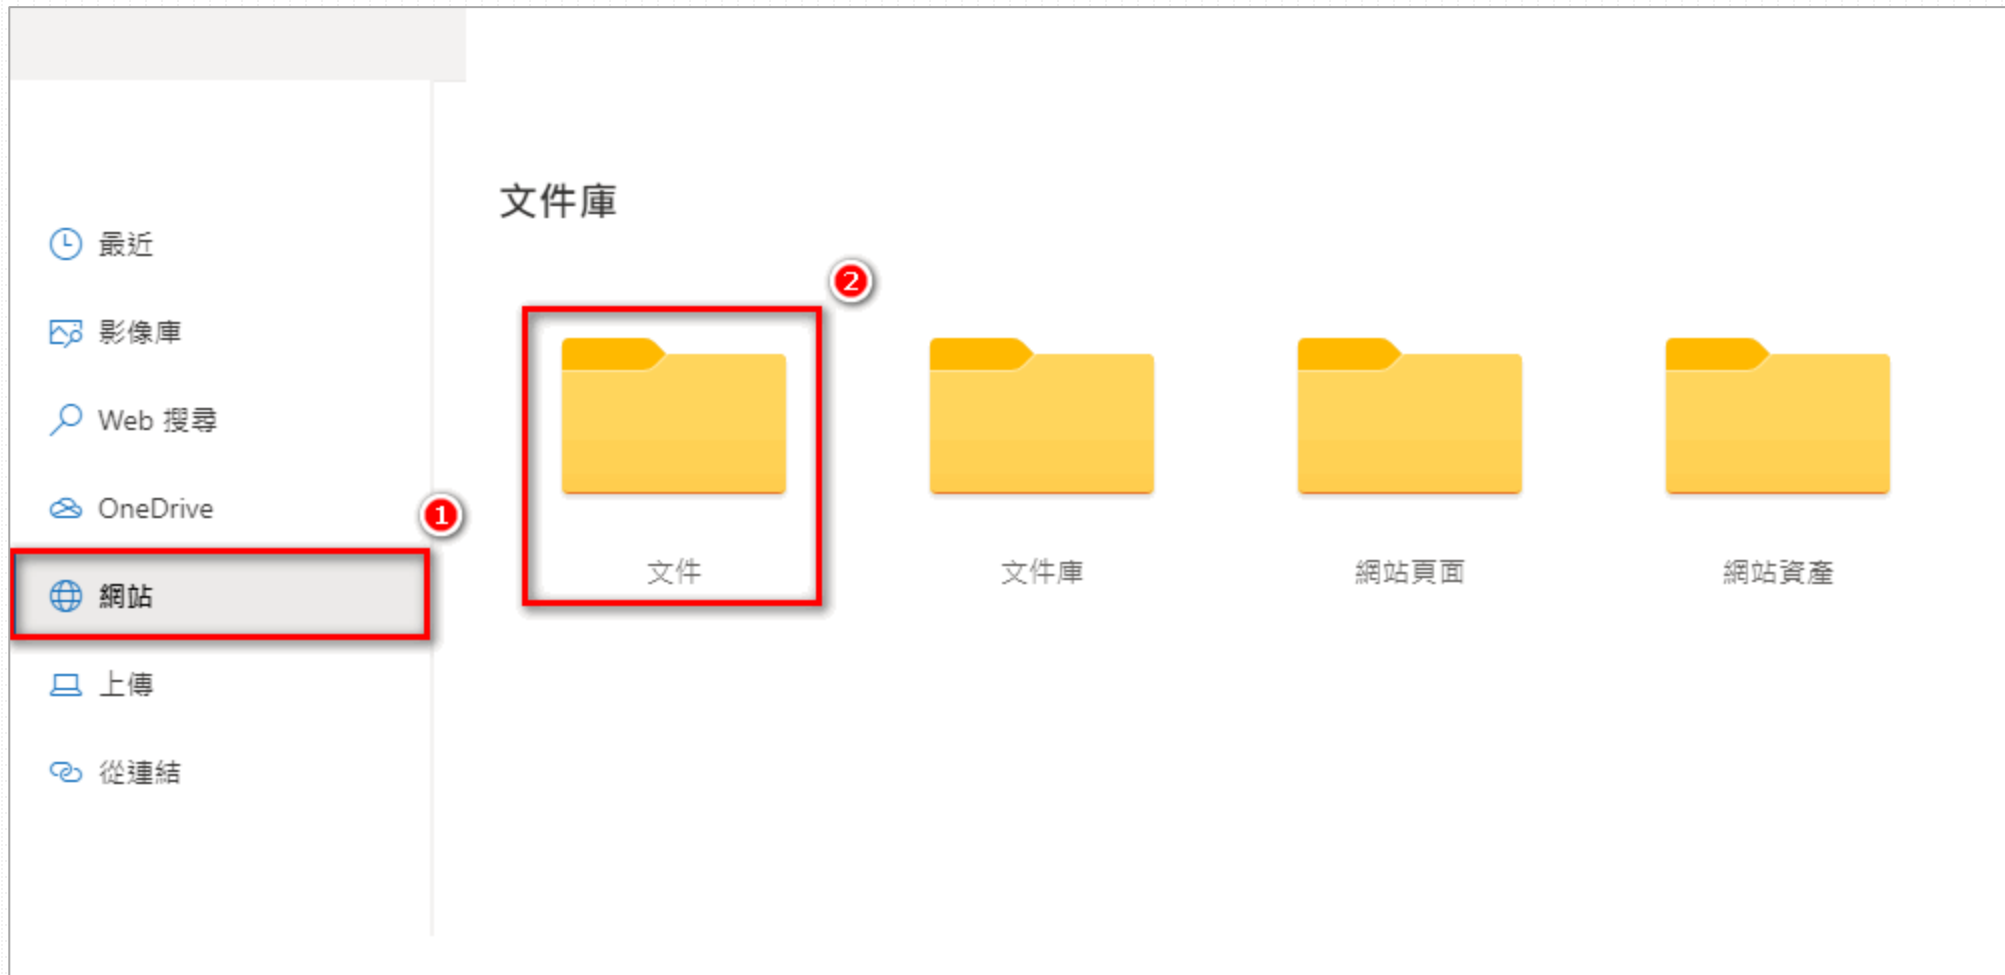 文件庫
最近
影像庫
Web 搜尋
OneDrive
1
網站
上傳
從連結
2
文件
文件庫
網站頁面
網站資產